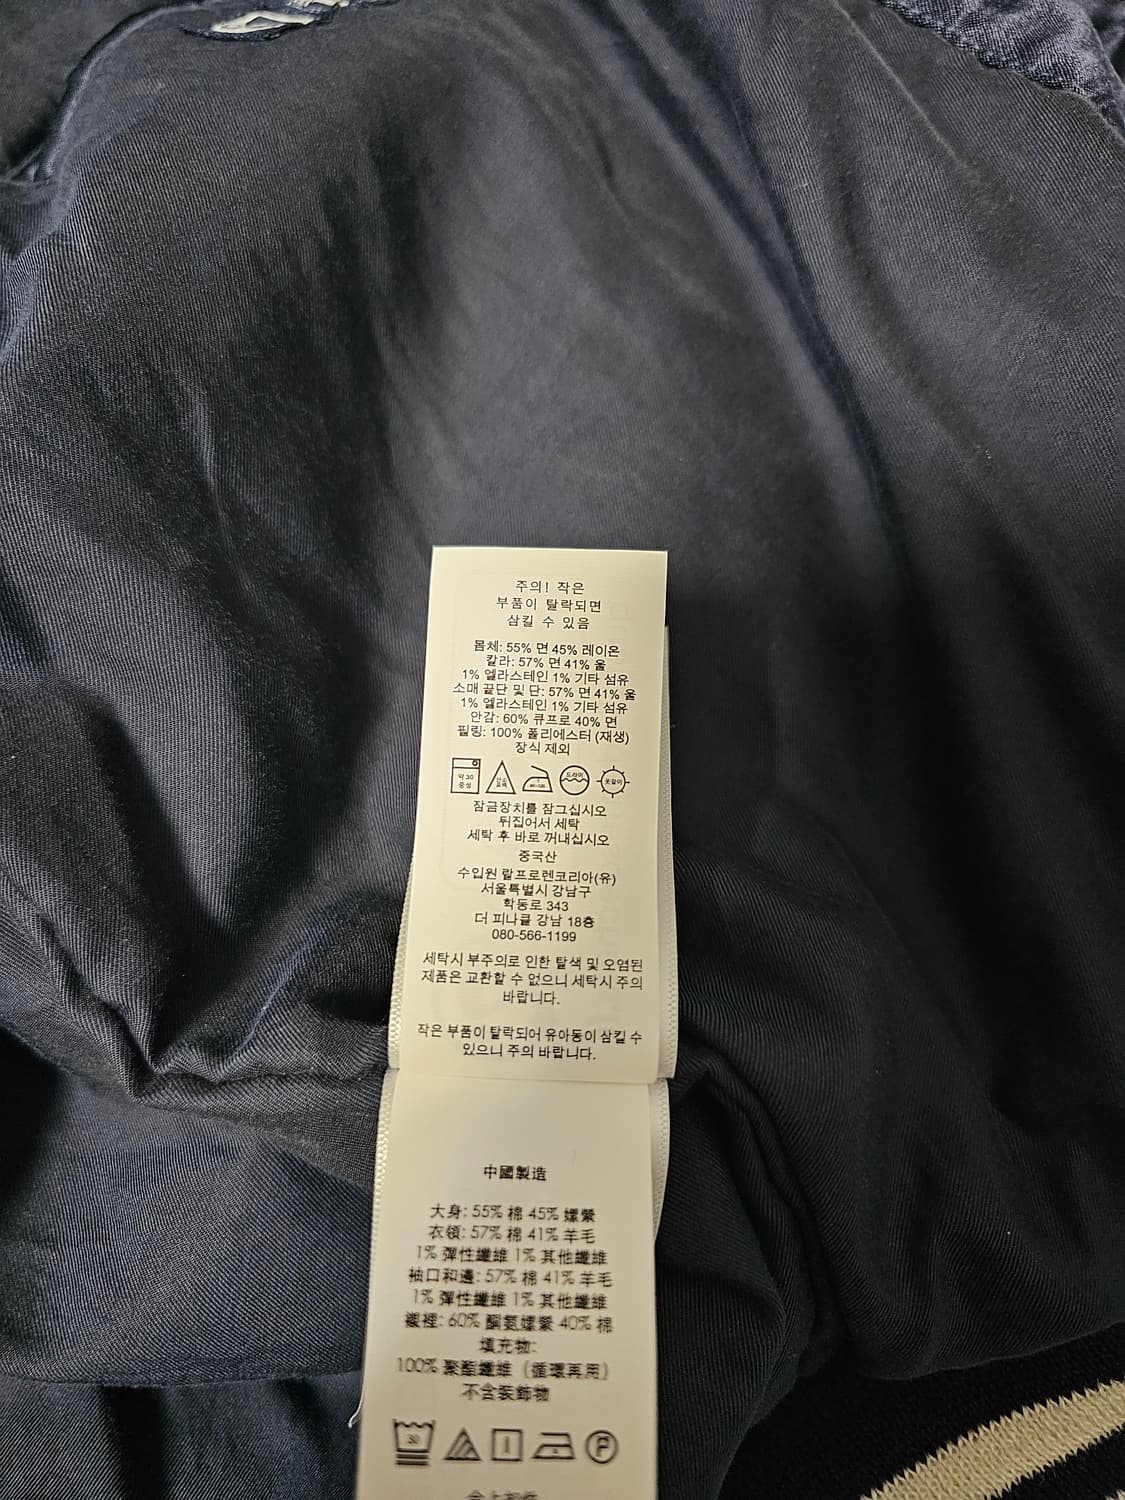 주의! 작은
부품이 탈락되면
삼킬 수 있음
몸체: 55% 면 45% 레이온
칼라: 57% 면 41% 울
1% 엘라스테인 1% 기타 섬유
소매 끝단 및 단: 57% 면 41% 울
1% 엘라스테인 1% 기타 섬유
안감: 60% 큐프로 40% 면
필링: 100% 폴리에스터 (재생)
장식 제외
약 30
중성
드라이
옷걸이
잠금장치를 잠그십시오
뒤집어서 세탁
세탁 후 바로 꺼내십시오
중국산
수입원 랄프로렌코리아(유)
서울특별시 강남구
학동로 343
더 피나클 강남 18층
080-566-1199
세탁시 부주의로 인한 탈색 및 오염된
제품은 교환할 수 없으니 세탁시 주의
바랍니다.
작은 부품이 탈락되어 유아동이 삼킬 수
있으니 주의 바랍니다.
中國製造
大身: 55% 棉 45% 嫘縈
衣領: 57% 棉 41% 羊毛
1% 彈性纖維 1% 其他纖維
袖口和邊: 57% 棉 41% 羊毛
1% 彈性纖維 1% 其他纖維
襯裡: 60% 銅氨嫘縈 40% 棉
填充物:
100% 聚酯纖維 (循環再用)
不含裝飾物
30
P